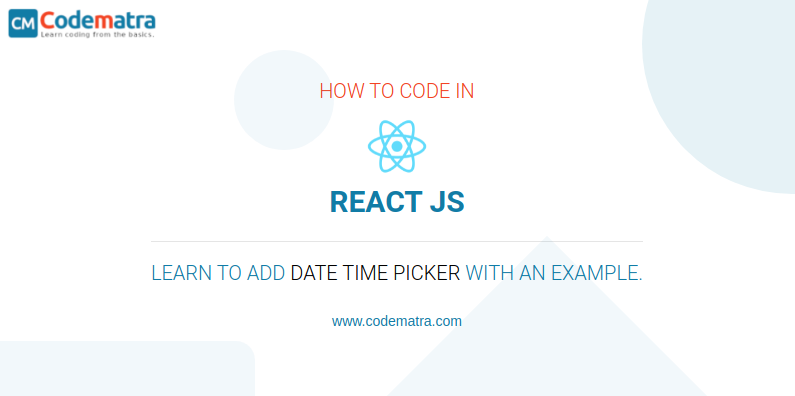 CM Codematra
Learn coding from the basics.
HOW TO CODE IN
REACT JS
LEARN TO ADD DATE TIME PICKER WITH AN EXAMPLE.
www.codematra.com